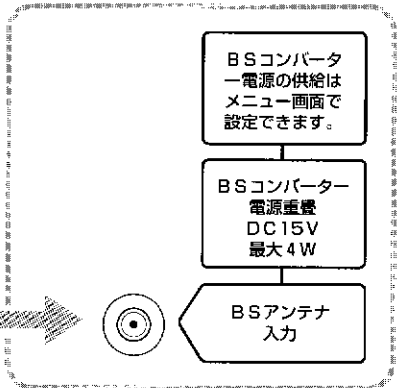 BSコンバータ
ー電源の供給は
メニュー画面で
設定できます。
BSコンバーター
電源重畳
DC15V
最大4W
BSアンテナ
入力